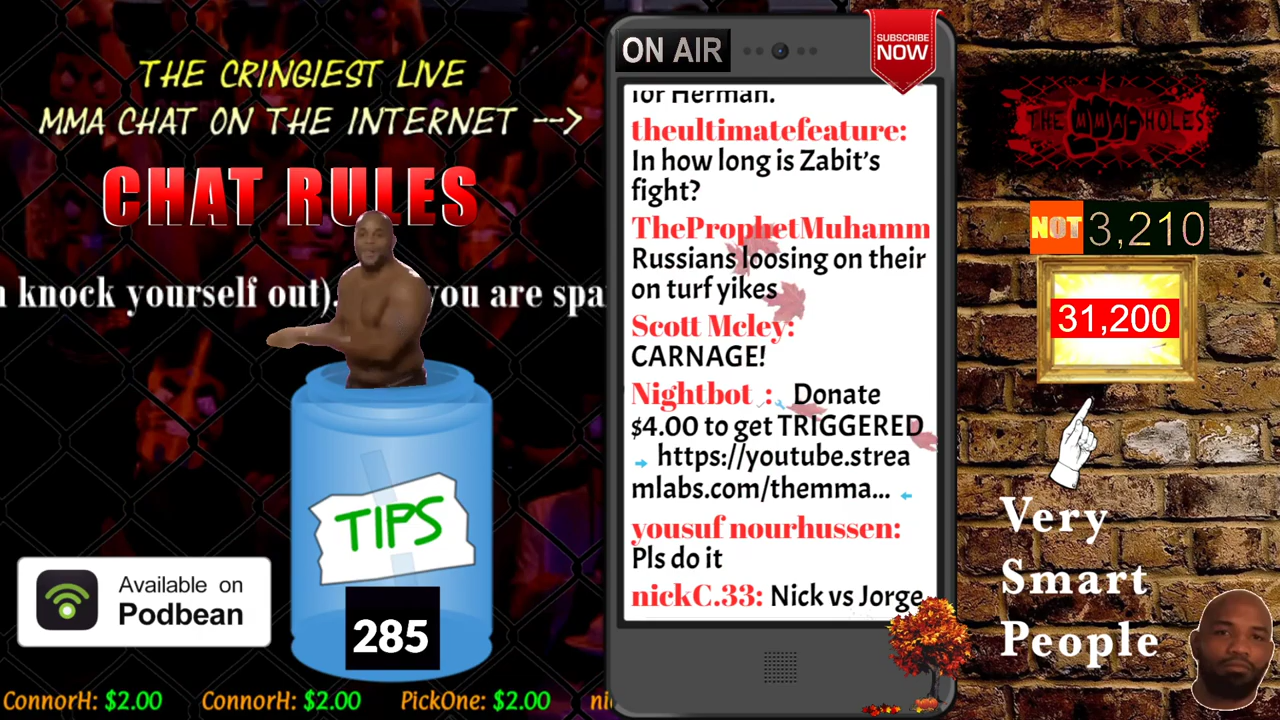 THE CRINGIEST LIVE
MMA CHAT ON THE INTERNET -->
CHAT RULES
knock yourself out). you are spa
TIPS
285
Available on
Podbean
ConnorH: $2.00 ConnorH: $2.00 PickOne: $2.00
ON AIR
SUBSCRIBE
NOW
for Herman.
theultimatefeature:
In how long is Zabit's
fight?
TheProphetMuhamm
Russians loosing on their
on turf yikes
Scott Mcley:
CARNAGE!
Nightbot : Donate
$4.00 to get TRIGGERED
https://youtube.strea
mlabs.com/themma...
yousuf nourhussen:
Pls do it
nickC.33: Nick vs Jorge
THE MMA-HOLES
NOT 3,210
31,200
Very
Smart
People